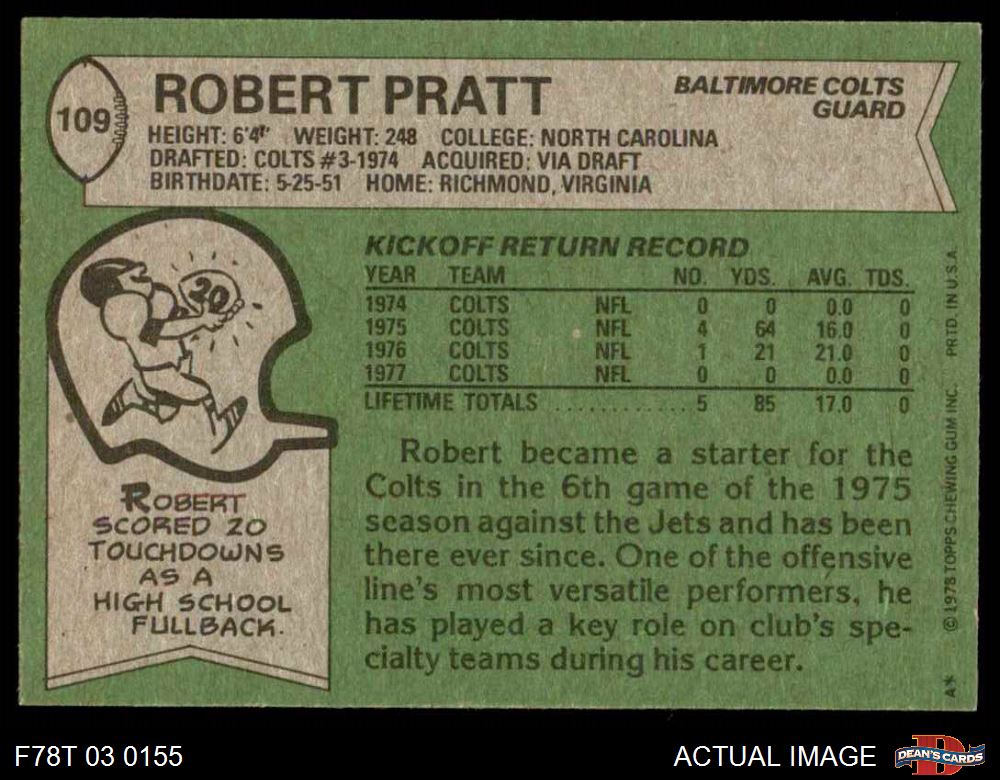 109
ROBERT PRATT
BALTIMORE COLTS
GUARD
HEIGHT: 6'4" WEIGHT: 248 COLLEGE: NORTH CAROLINA
DRAFTED: COLTS #3-1974 ACQUIRED: VIA DRAFT
BIRTHDATE: 5-25-51 HOME: RICHMOND, VIRGINIA
KICKOFF RETURN RECORD
YEAR TEAM NO. YDS. AVG. TDS.
1974 COLTS NFL 0 0 0.0 0
1975 COLTS NFL 4 64 16.0 0
1976 COLTS NFL 1 21 21.0 0
1977 COLTS NFL 0 0 0.0 0
LIFETIME TOTALS .............. 5 85 17.0 0
Robert became a starter for the
Colts in the 6th game of the 1975
season against the Jets and has been
there ever since. One of the offensive
line's most versatile performers, he
has played a key role on club's spe-
cialty teams during his career.
20
ROBERT
SCORED 20
TOUCHDOWNS
AS A
HIGH SCHOOL
FULLBACK.
A* © 1978 TOPPS CHEWING GUM INC. PRTD. IN U.S.A.
F78T 03 0155
ACTUAL IMAGE
D
DEAN'S CARDS